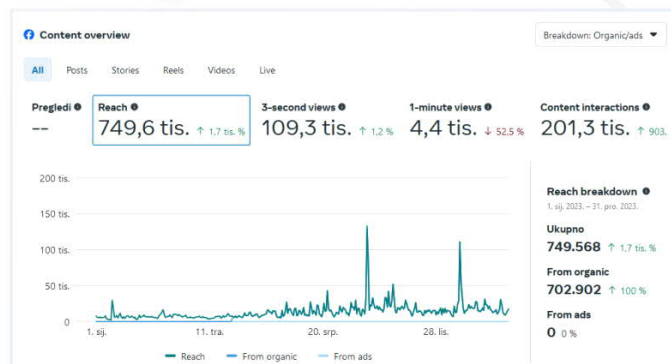 Content overview
Breakdown: Organic/ads
All Posts Stories Reels Videos Live
Pregledi Reach 3-second views 1-minute views Content interactions
-- 749,6 tis. ↑ 1,7 tis. % 109,3 tis. ↑ 1,2 % 4,4 tis. ↓ 52.5 % 201,3 tis. ↑ 903.
200 tis.
150 tis.
100 tis.
50 tis.
0
1. sij. 11. tra. 20. srp. 28. lis.
Reach From organic From ads
Reach breakdown
1. sij. 2023. – 31. pro. 2023.
Ukupno
749.568 ↑ 1,7 tis. %
From organic
702.902 ↑ 100 %
From ads
0 0 %